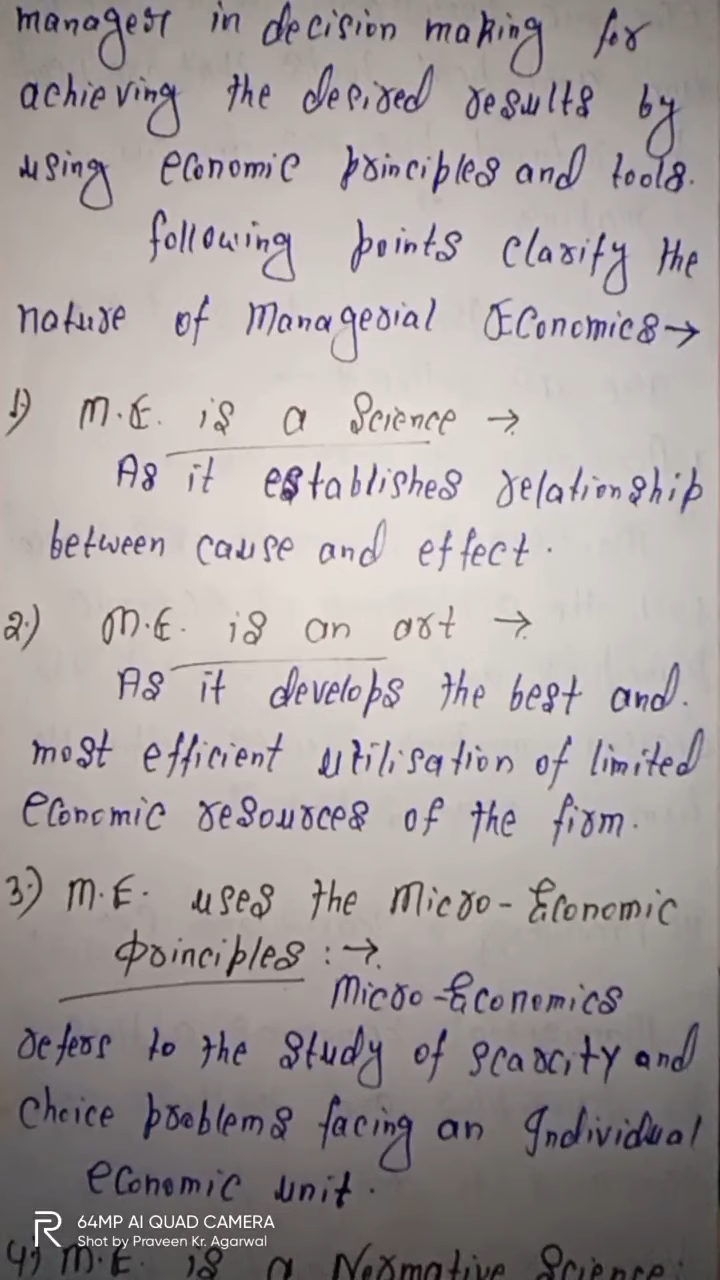 manager in decision making for
achieving the desired results by
using economic principles and tools.
following points clarify the
nature of Managerial Economics→
1) M.E. is a Science →
As it establishes relationship
between cause and effect.
2.) M.E. is an art →
As it develops the best and.
most efficient utilisation of limited
economic resources of the firm.
3.) M.E. uses the Micro-Economic
principles :→
Micro-Economics
refers to the study of scarcity and
choice problems facing an Individual
economic unit.
64MP AI QUAD CAMERA
Shot by Praveen Kr. Agarwal
4) M.E. is a Normative Science: